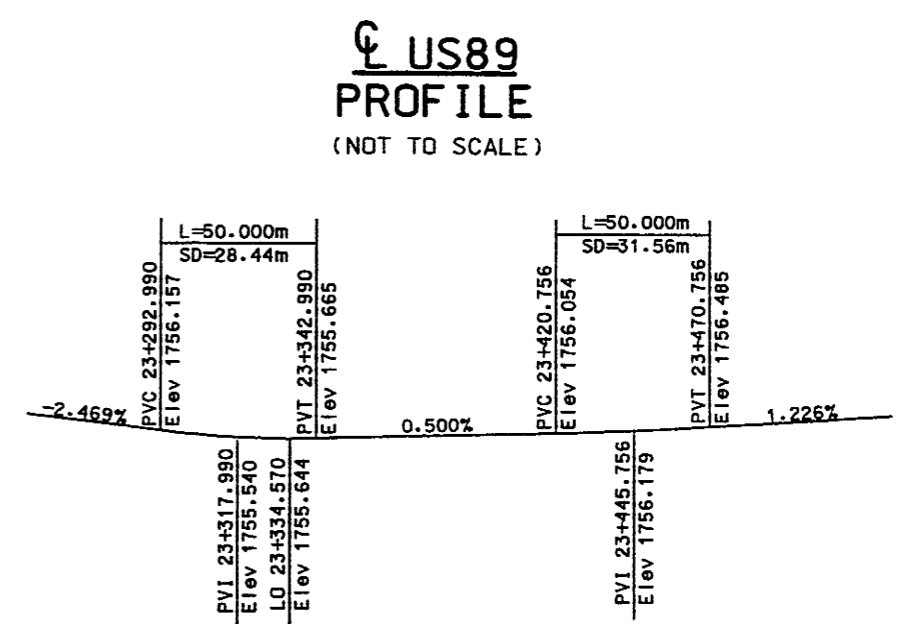 ℄ US89
PROFILE
(NOT TO SCALE)
L=50.000m
SD=28.44m
L=50.000m
SD=31.56m
PVC 23+292.990
Elev 1756.157
PVT 23+342.990
Elev 1755.665
PVC 23+420.756
Elev 1756.054
PVT 23+470.756
Elev 1756.485
-2.469%
0.500%
1.226%
PVI 23+317.990
Elev 1755.540
LO 23+334.570
Elev 1755.644
PVI 23+445.756
Elev 1756.179